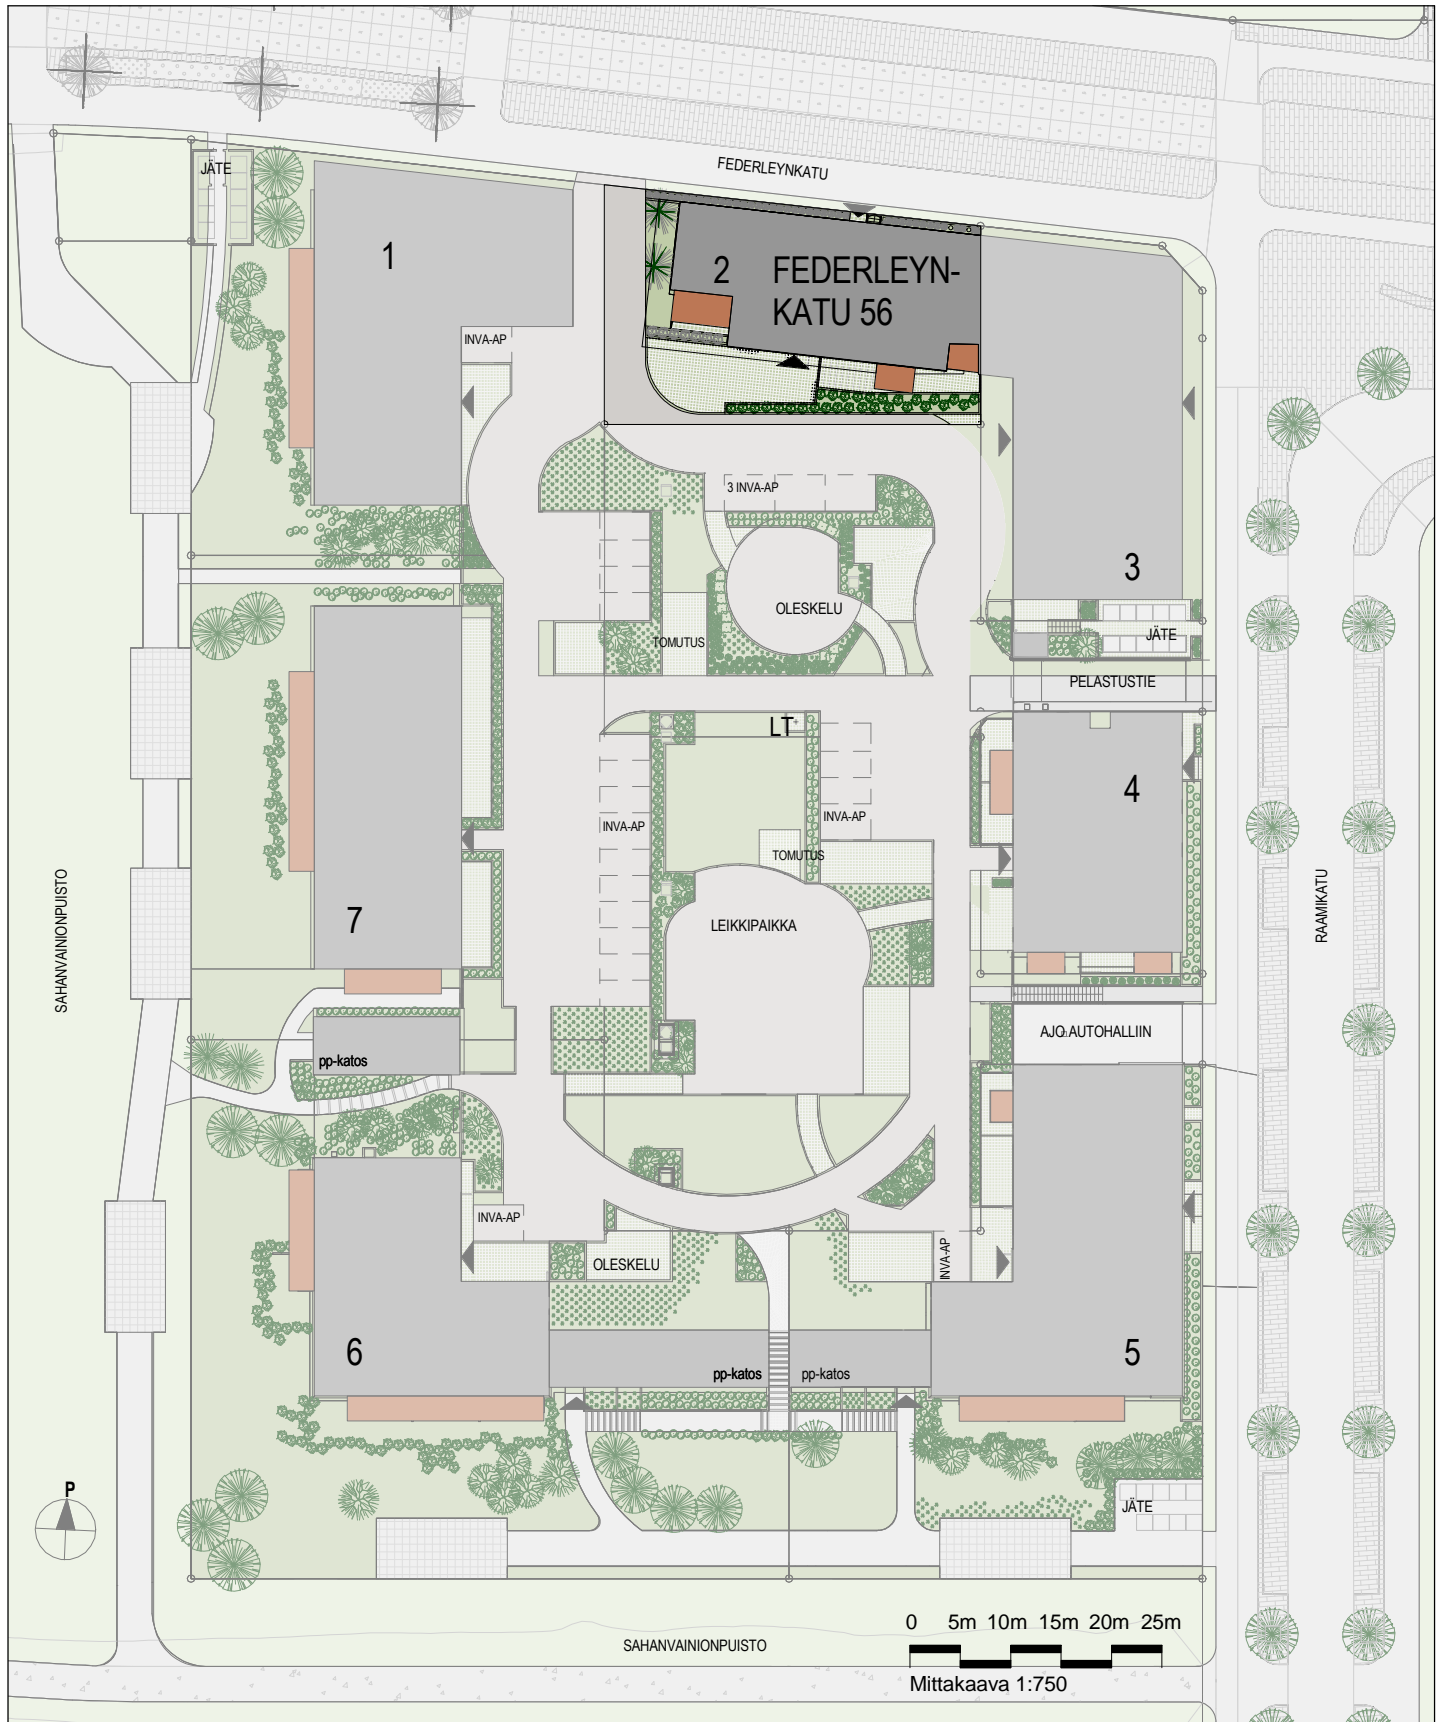 FEDERLEYNKATU
JÄTE
1
2 FEDERLEYN-
KATU 56
INVA-AP
3 INVA-AP
3
OLESKELU
TOMUTUS
JÄTE
PELASTUSTIE
LT
4
INVA-AP
INVA-AP
TOMUTUS
SAHANVAINIONPUISTO
RAAMIKATU
7
LEIKKIPAIKKA
AJO AUTOHALLIIN
pp-katos
INVA-AP
OLESKELU
INVA-AP
6
5
pp-katos
pp-katos
P
JÄTE
0 5m 10m 15m 20m 25m
SAHANVAINIONPUISTO
Mittakaava 1:750